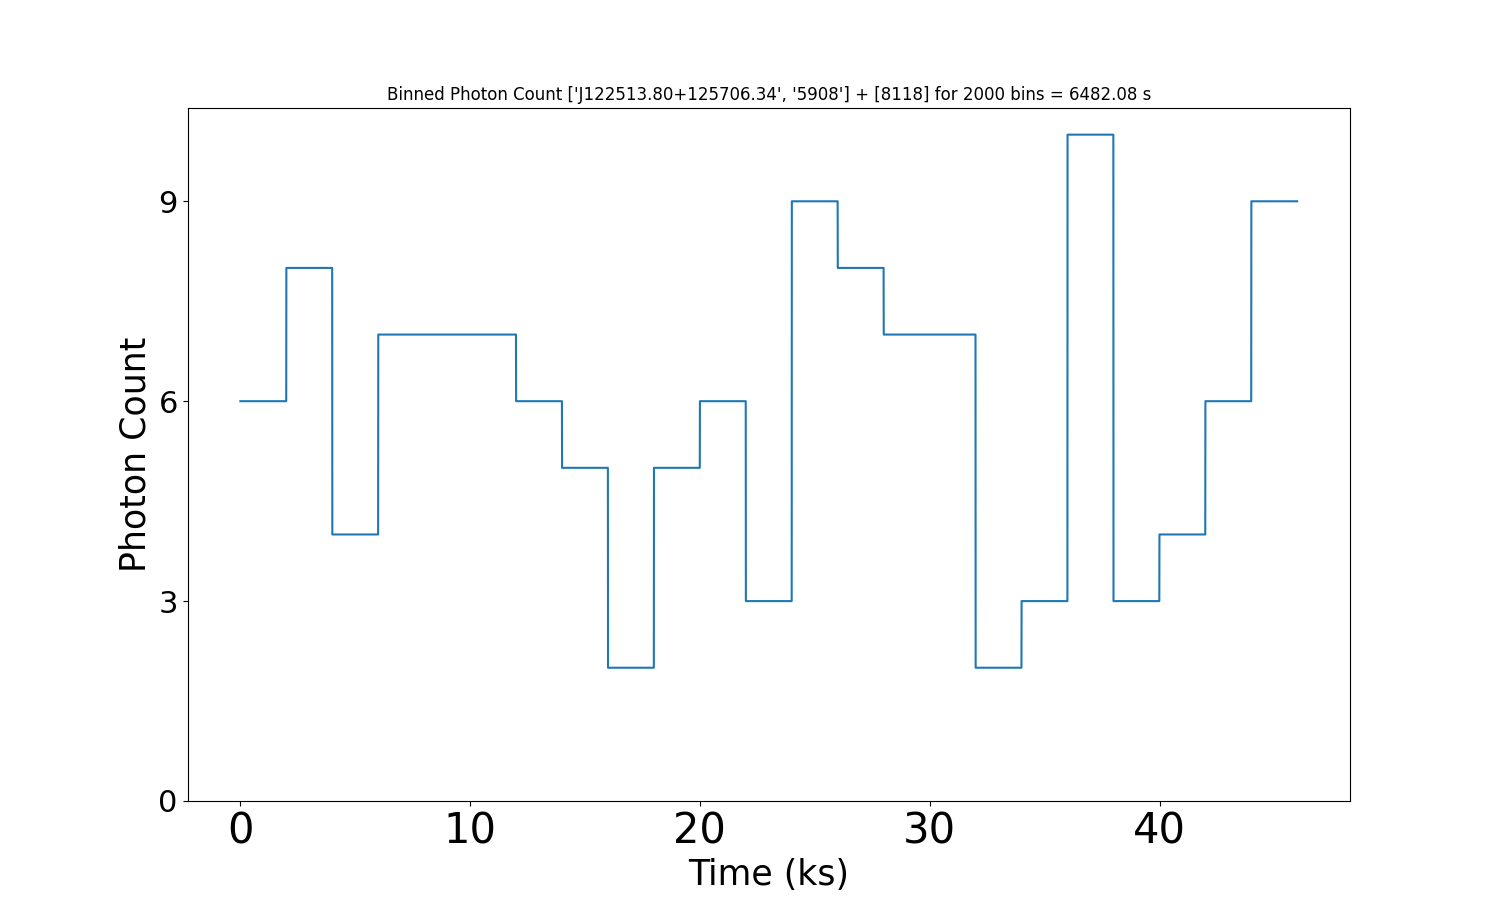 Binned Photon Count ['J122513.80+125706.34', '5908'] + [8118] for 2000 bins = 6482.08 s
Photon Count
9
6
3
0
0 10 20 30 40
Time (ks)